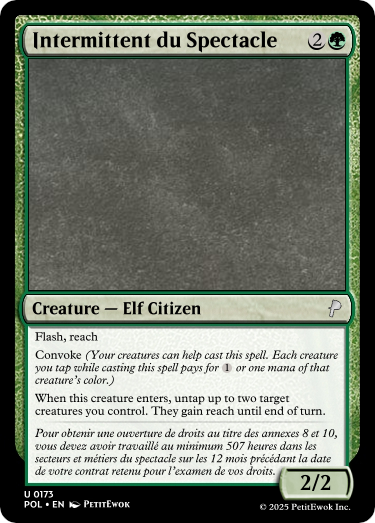 Intermittent du Spectacle 2
Creature — Elf Citizen
Flash, reach
Convoke (Your creatures can help cast this spell. Each creature
you tap while casting this spell pays for 1 or one mana of that
creature's color.)
When this creature enters, untap up to two target
creatures you control. They gain reach until end of turn.
Pour obtenir une ouverture de droits au titre des annexes 8 et 10,
vous devez avoir travaillé au minimum 507 heures dans les
secteurs et métiers du spectacle sur les 12 mois précédant la date
de votre contrat retenu pour l'examen de vos droits.
2/2
U 0173
POL • EN PetitEwok
© 2025 PetitEwok Inc.